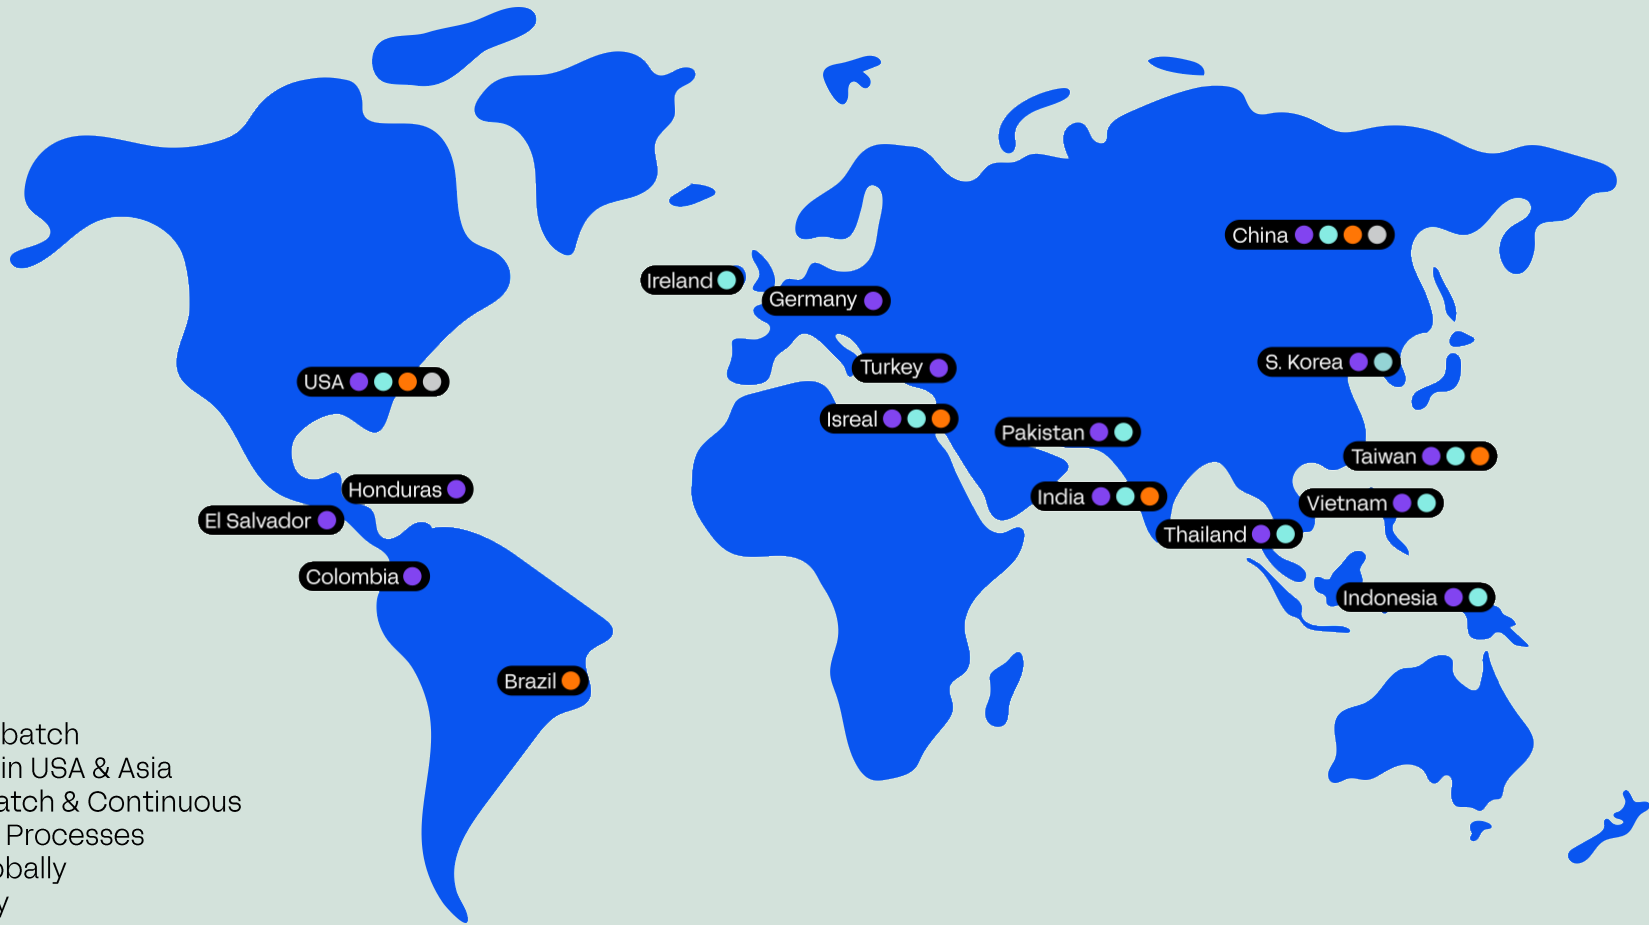 China
Ireland
Germany
S. Korea
Turkey
USA
Isreal
Pakistan
Taiwan
Honduras
India
Vietnam
El Salvador
Thailand
Colombia
Indonesia
Brazil
batch
in USA & Asia
atch & Continuous
Processes
obally
y